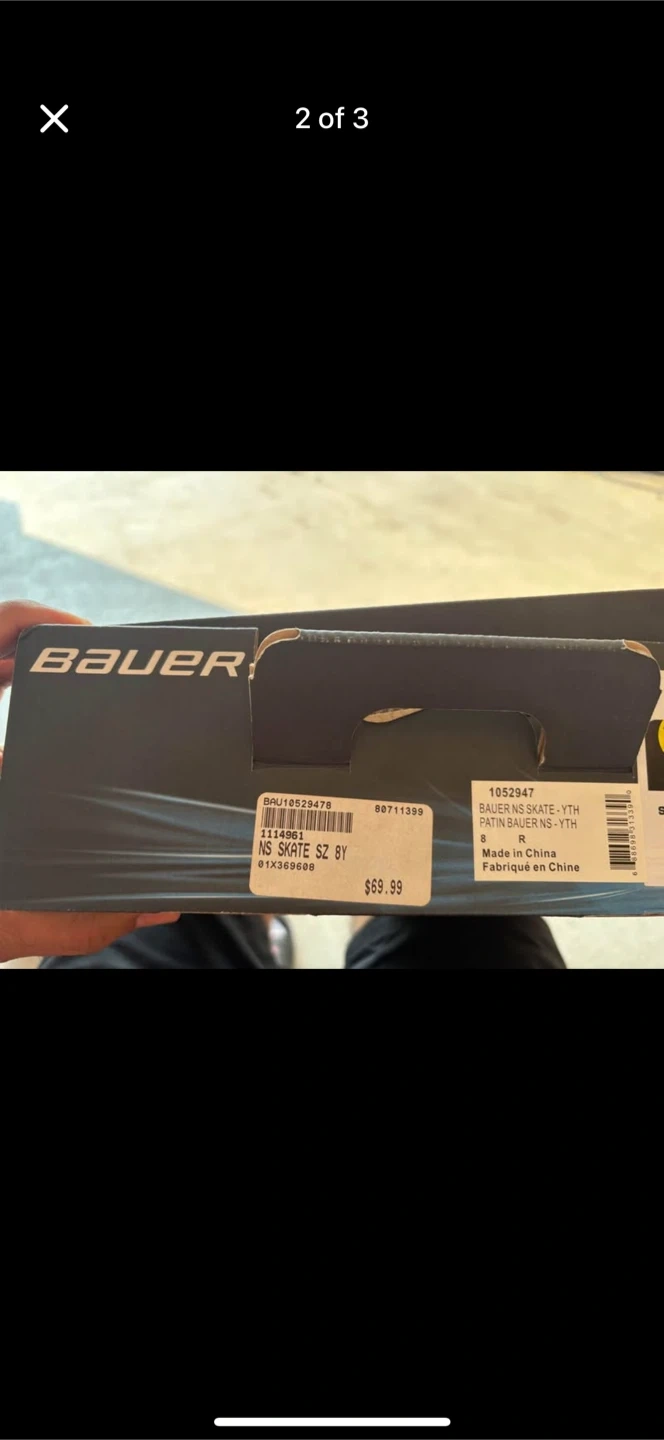 2 of 3
BAUER
BAU10529478 80711399
1114961
NS SKATE SZ 8Y
01X369608
$69.99
1052947
BAUER NS SKATE - YTH
PATIN BAUER NS - YTH
8 R
Made in China
Fabriqué en Chine